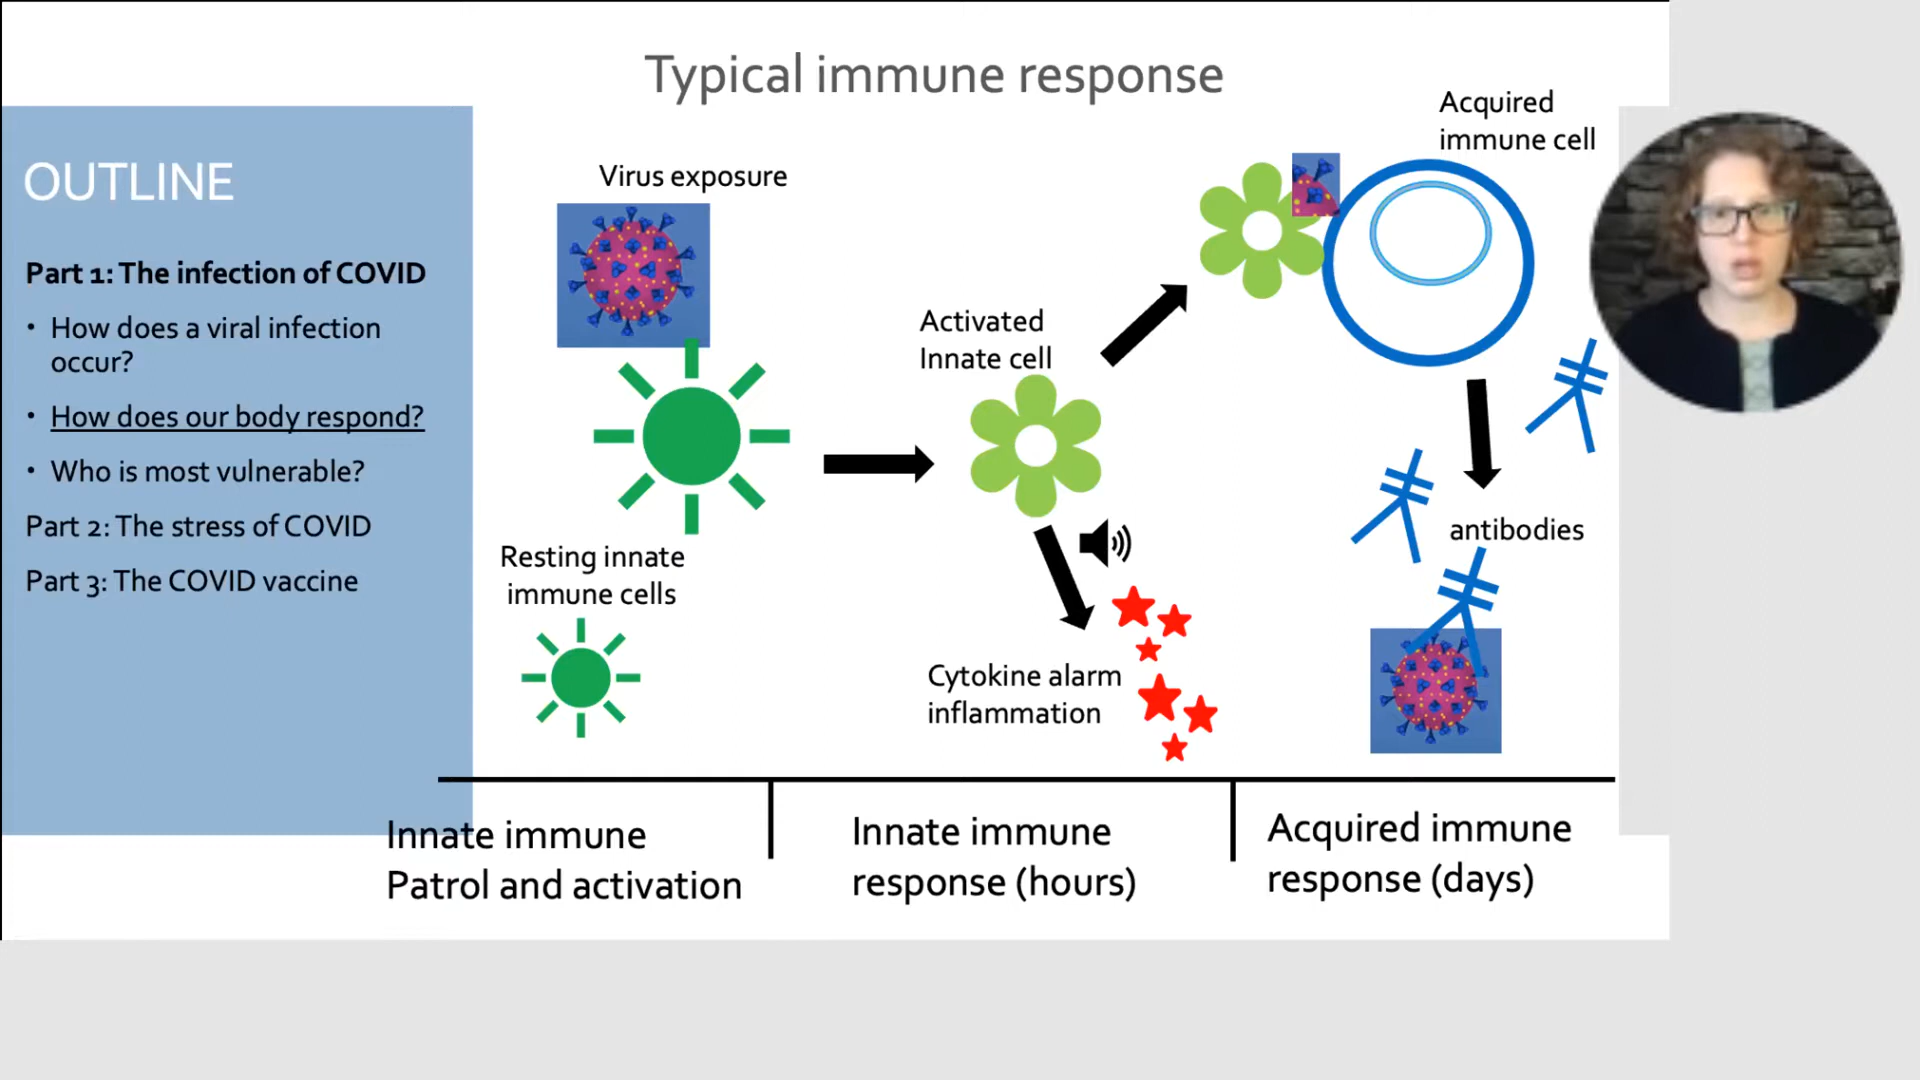 Typical immune response
OUTLINE
Part 1: The infection of COVID
• How does a viral infection
occur?
• How does our body respond?
• Who is most vulnerable?
Part 2: The stress of COVID
Part 3: The COVID vaccine
Virus exposure
Resting innate
immune cells
Activated
Innate cell
Cytokine alarm
inflammation
Acquired
immune cell
antibodies
Innate immune
Patrol and activation
Innate immune
response (hours)
Acquired immune
response (days)